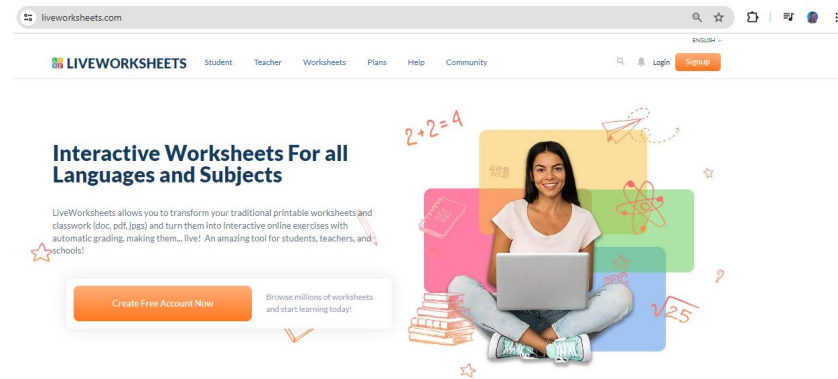 liveworksheets.com
ENGLISH
LIVEWORKSHEETS Student Teacher Worksheets Plans Help Community Login Signup
2+2=4
Interactive Worksheets For all
Languages and Subjects
LiveWorksheets allows you to transform your traditional printable worksheets and
classwork (doc, pdf, jpgs) and turn them into interactive online exercises with
automatic grading, making them... live! An amazing tool for students, teachers, and
schools!
Create Free Account Now
Browse millions of worksheets
and start learning today!
√25